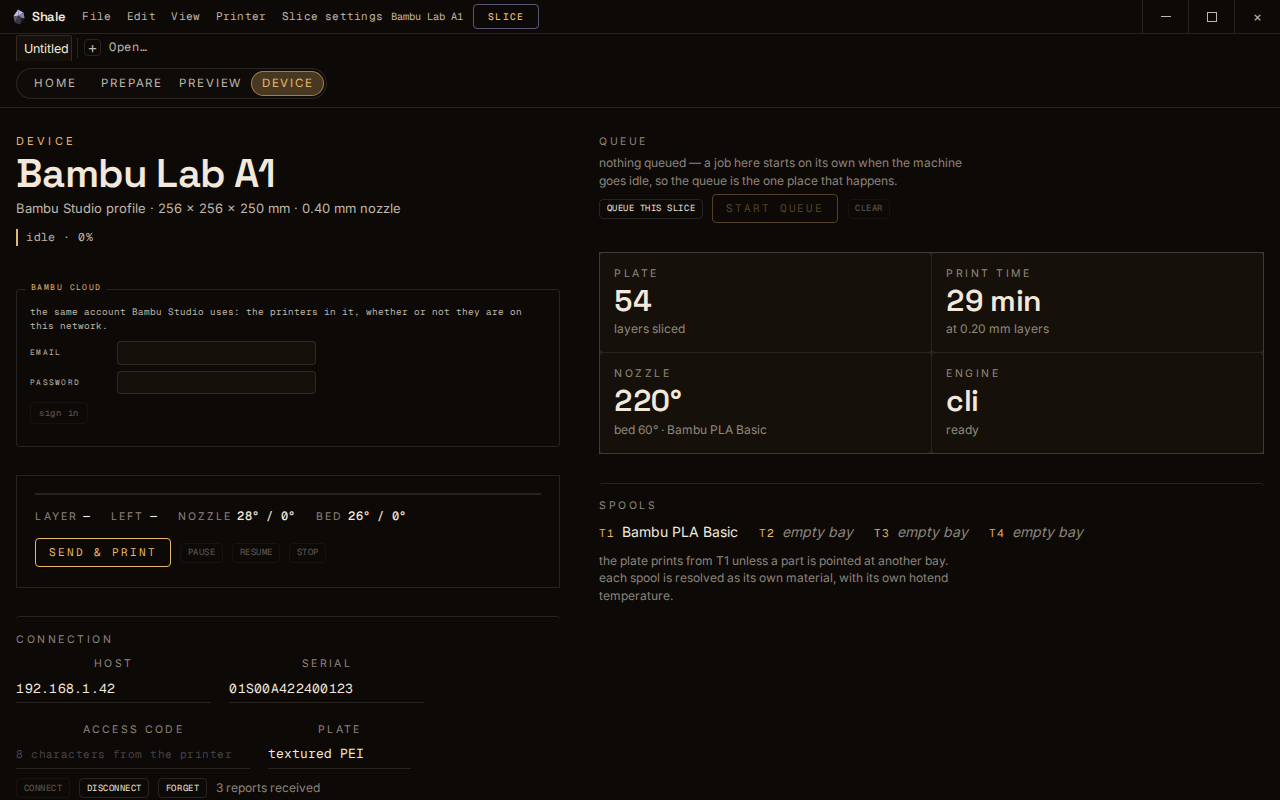 Shale File Edit View Printer Slice settings Bambu Lab A1 SLICE
Untitled + Open…
HOME PREPARE PREVIEW DEVICE
DEVICE
Bambu Lab A1
Bambu Studio profile · 256 × 256 × 250 mm · 0.40 mm nozzle
idle · 0%
BAMBU CLOUD
the same account Bambu Studio uses: the printers in it, whether or not they are on
this network.
EMAIL
PASSWORD
sign in
LAYER — LEFT — NOZZLE 28° / 0° BED 26° / 0°
SEND & PRINT PAUSE RESUME STOP
CONNECTION
HOST SERIAL
192.168.1.42 01S00A422400123
ACCESS CODE PLATE
8 characters from the printer textured PEI
CONNECT DISCONNECT FORGET 3 reports received
QUEUE
nothing queued — a job here starts on its own when the machine
goes idle, so the queue is the one place that happens.
QUEUE THIS SLICE START QUEUE CLEAR
PLATE
54
layers sliced
PRINT TIME
29 min
at 0.20 mm layers
NOZZLE
220°
bed 60° · Bambu PLA Basic
ENGINE
cli
ready
SPOOLS
T1 Bambu PLA Basic T2 empty bay T3 empty bay T4 empty bay
the plate prints from T1 unless a part is pointed at another bay.
each spool is resolved as its own material, with its own hotend
temperature.